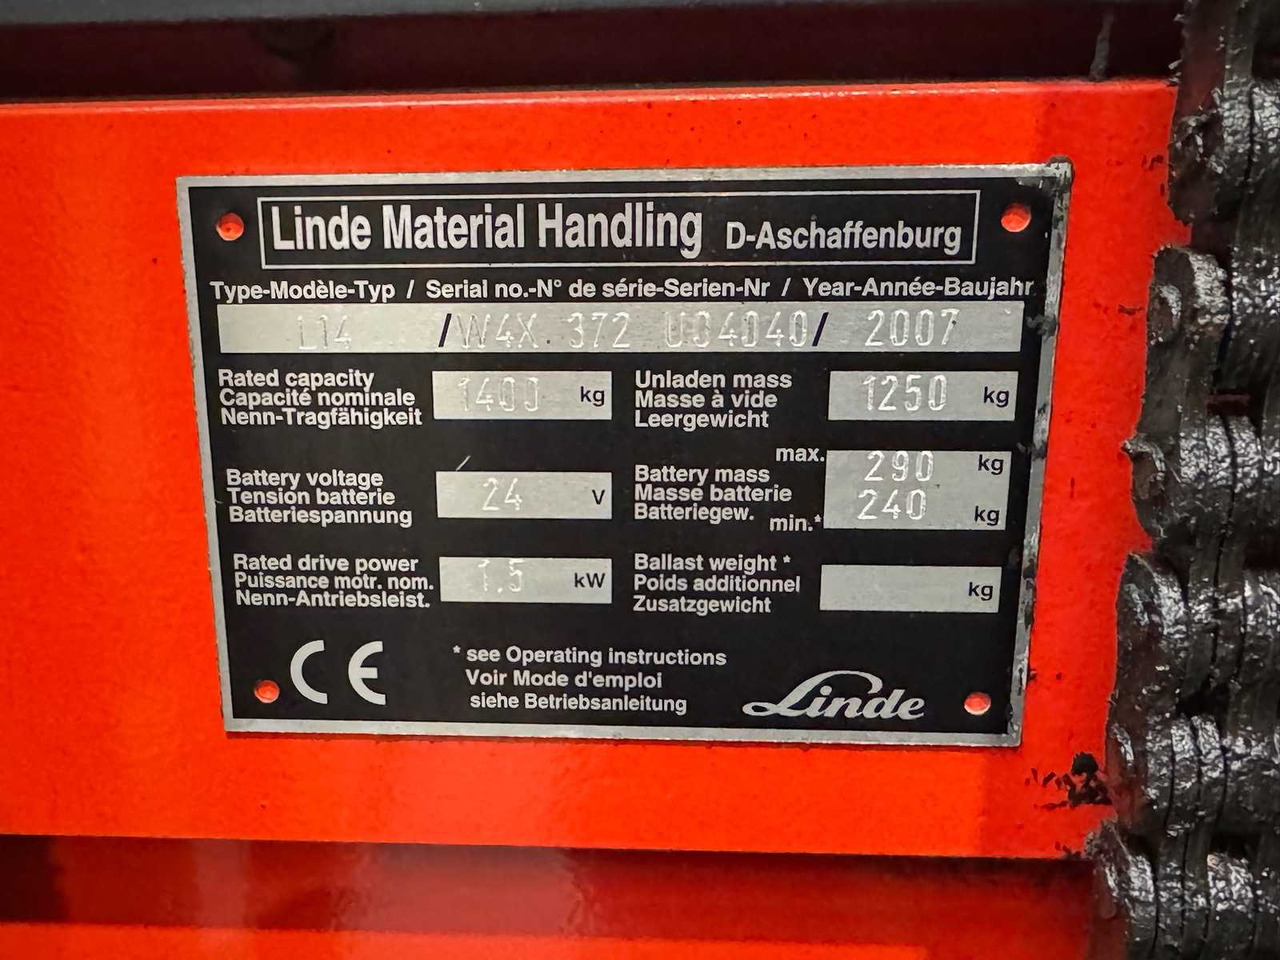 Linde Material Handling D-Aschaffenburg
Type-Modèle-Typ / Serial no.-N° de série-Serien-Nr / Year-Année-Baujahr
L14 /W4X 372 U04040/ 2007
Rated capacity
Capacité nominale
Nenn-Tragfähigkeit
1400 kg
Unladen mass
Masse à vide
Leergewicht
1250 kg
Battery voltage
Tension batterie
Batteriespannung
24 V
Battery mass
Masse batterie
Batteriegew.
max. 290 kg
min.* 240 kg
Rated drive power
Puissance motr. nom.
Nenn-Antriebsleist.
1.5 kW
Ballast weight *
Poids additionnel
Zusatzgewicht
kg
CE
* see Operating instructions
Voir Mode d'emploi
siehe Betriebsanleitung
Linde